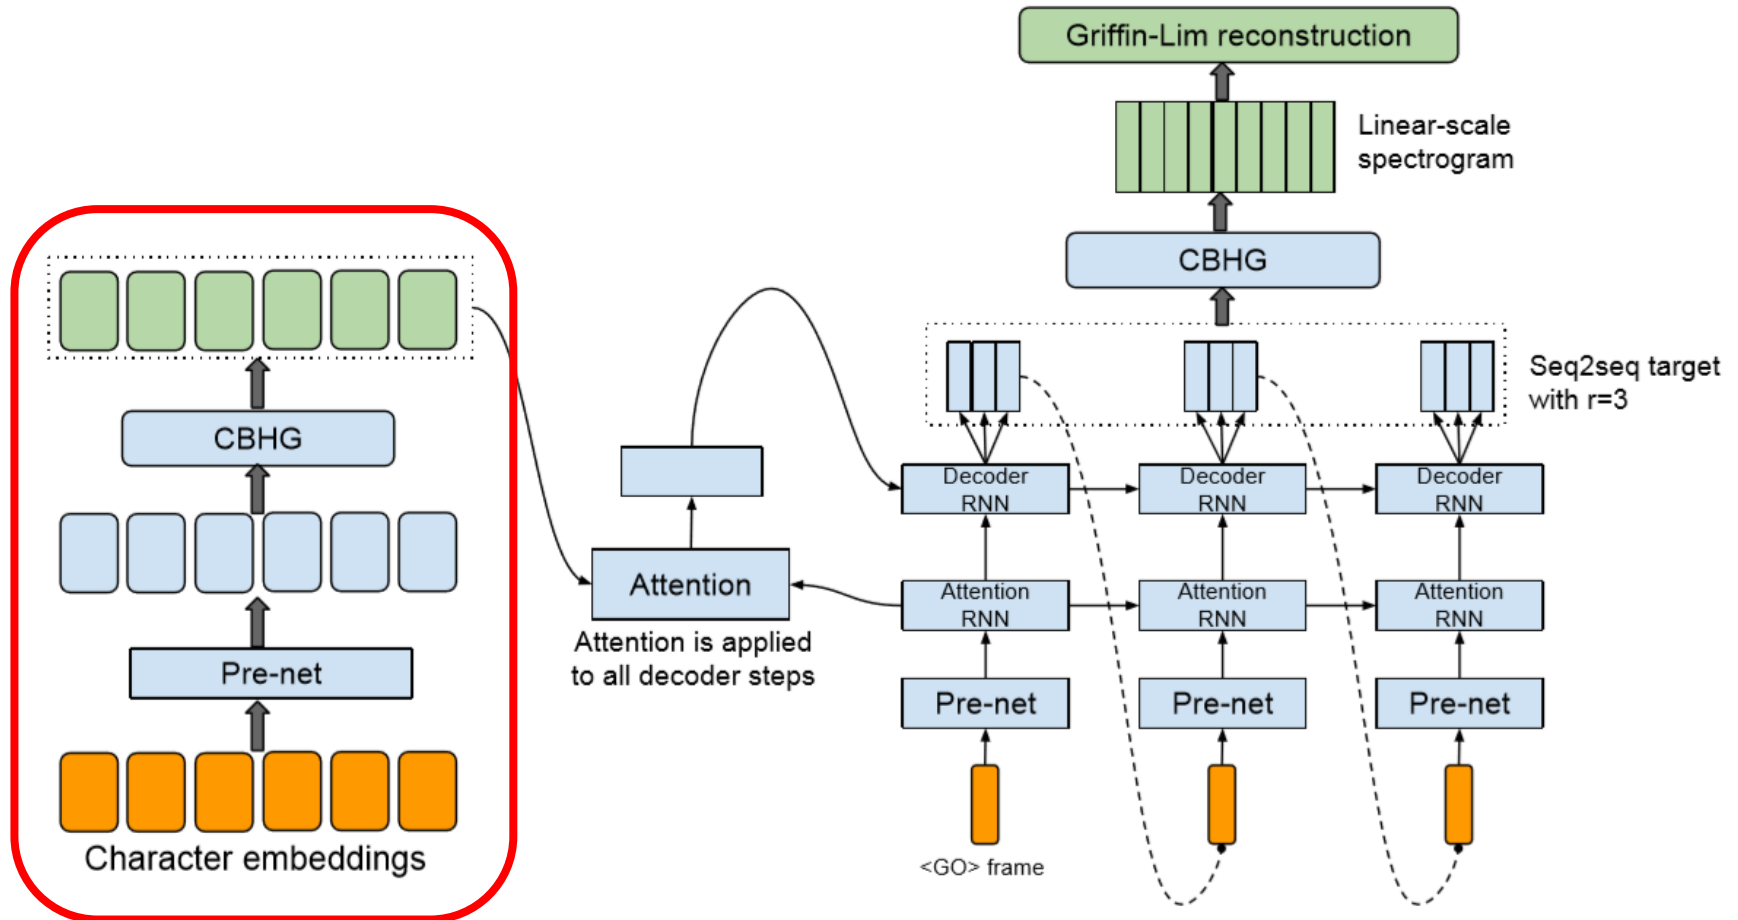 Griffin-Lim reconstruction
Linear-scale
spectrogram
CBHG
Seq2seq target
with r=3
CBHG
Decoder
RNN
Decoder
RNN
Decoder
RNN
Attention
Attention is applied
to all decoder steps
Attention
RNN
Attention
RNN
Attention
RNN
Pre-net
Pre-net
Pre-net
Pre-net
Character embeddings
<GO> frame